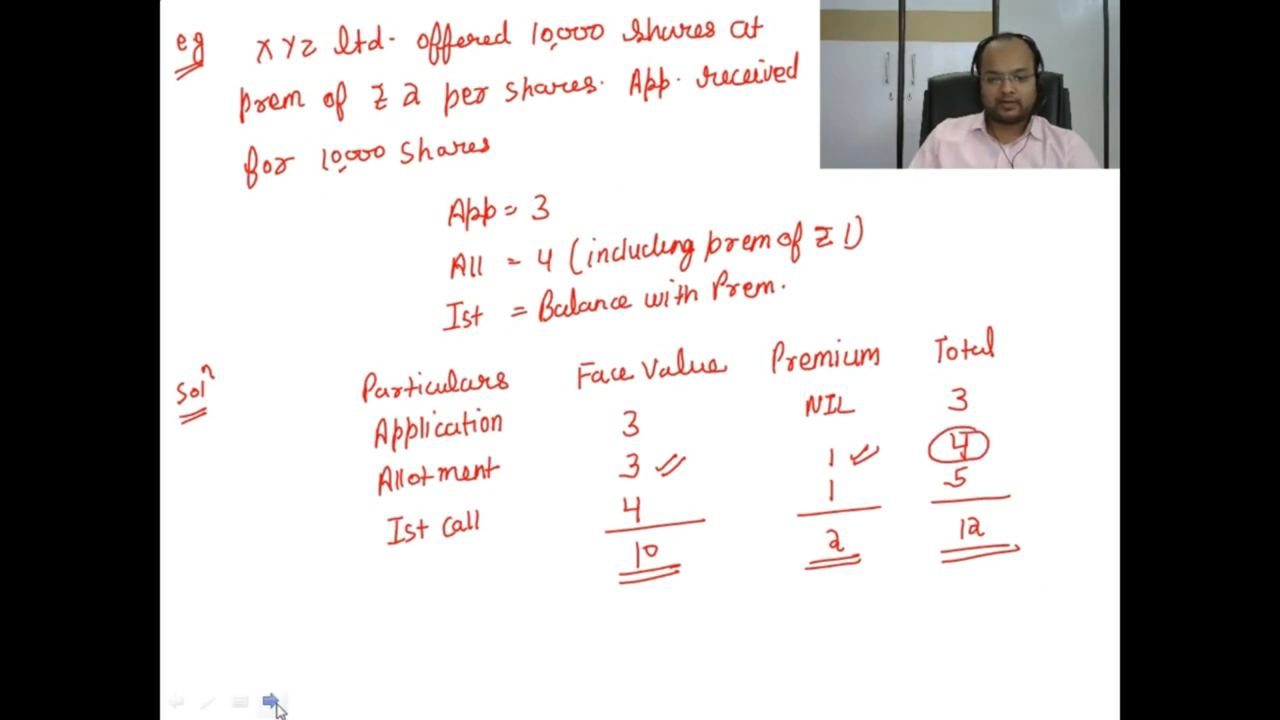 eg XYZ ltd. offered 10,000 shares at
prem of ₹ 2 per shares. App. received
for 10,000 shares
App = 3
All = 4 (including prem of ₹ 1)
Ist = Balance with Prem.
Solⁿ Particulars Face Value Premium Total
Application 3 NIL 3
Allotment 3 1 4
Ist call 4 1 5
10 2 12